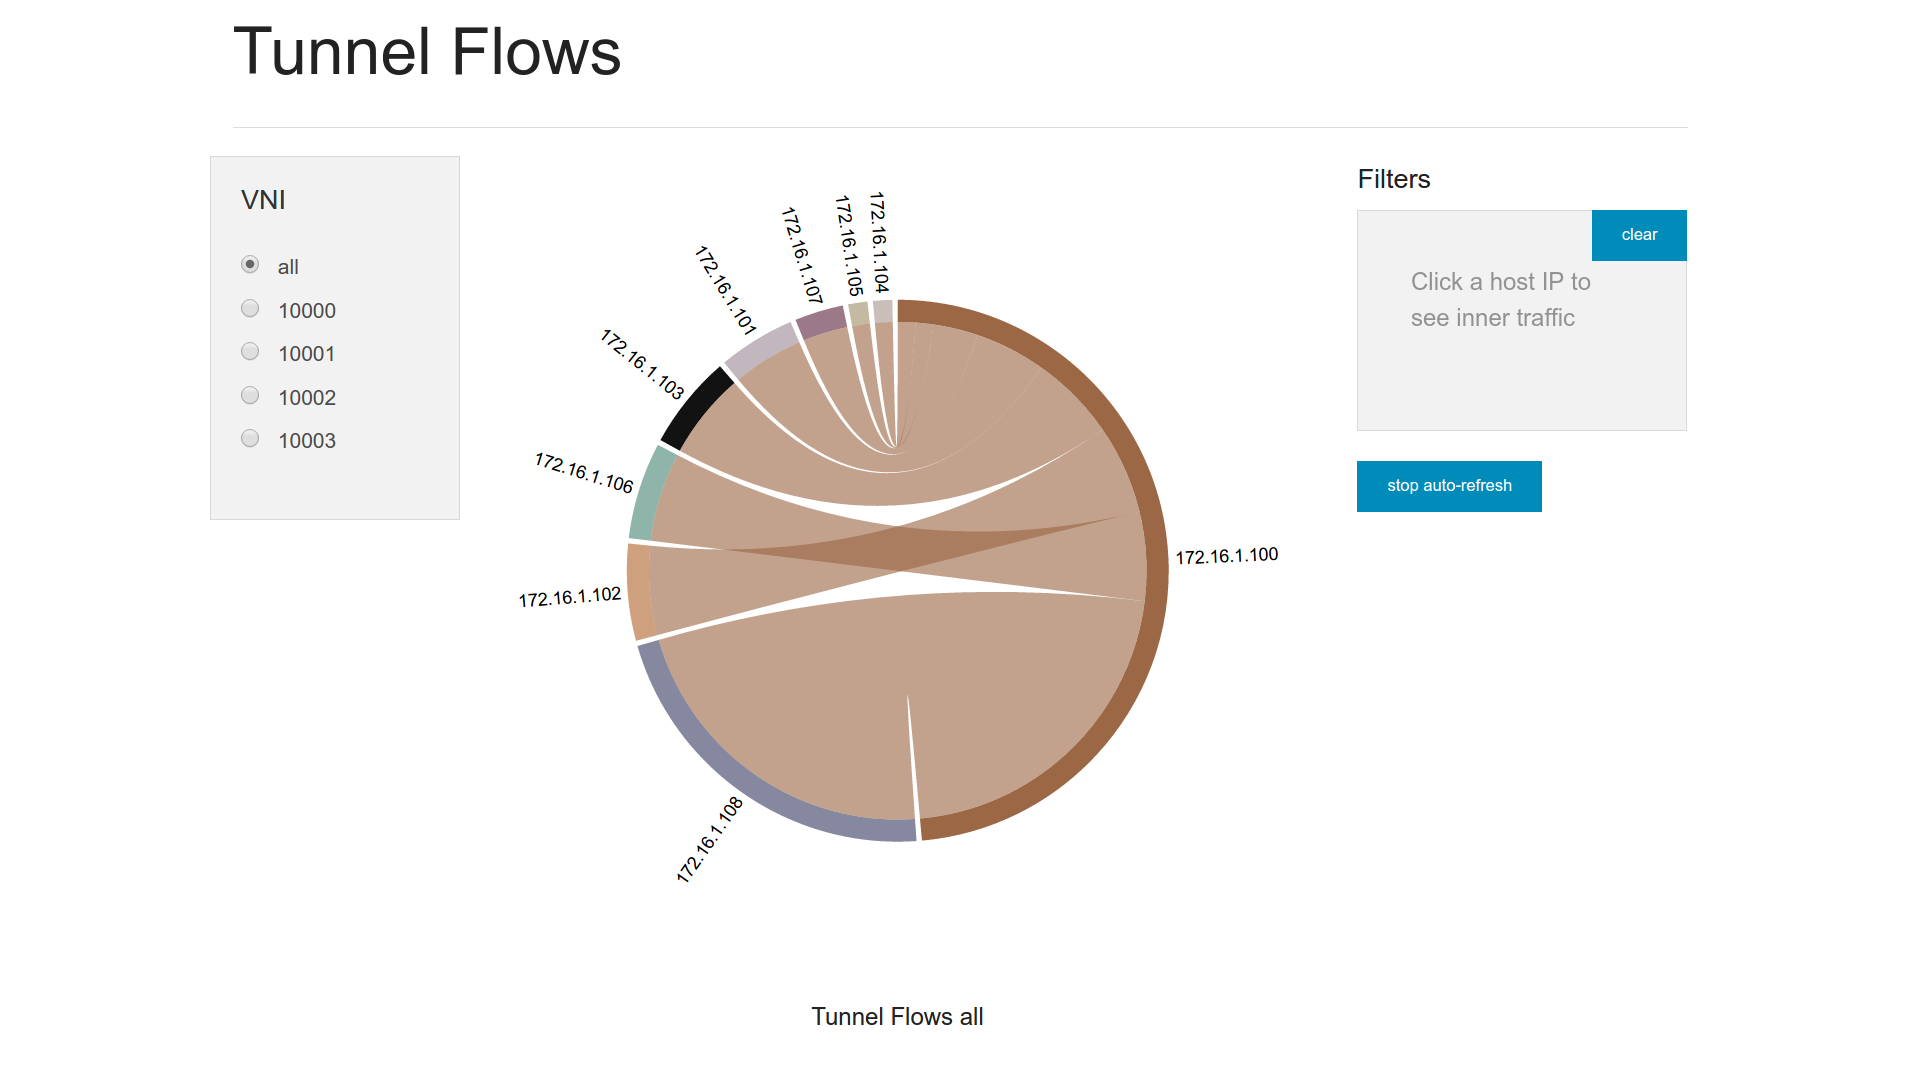 Tunnel Flows
VNI
all
10000
10001
10002
10003
172.16.1.104
172.16.1.105
172.16.1.107
172.16.1.101
172.16.1.103
172.16.1.106
172.16.1.102
172.16.1.108
172.16.1.100
Tunnel Flows all
Filters
clear
Click a host IP to
see inner traffic
stop auto-refresh